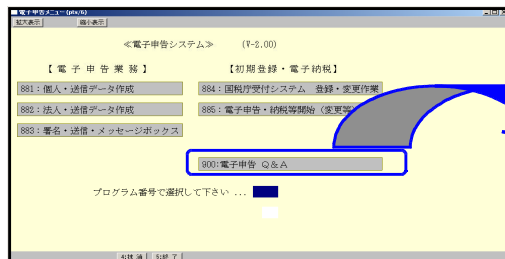 電子申告メニュー(pts/6)
拡大表示 縮小表示
≪電子申告システム≫ (V-2.00)
【電子申告業務】 【初期登録・電子納税】
881:個人・送信データ作成 884:国税庁受付システム 登録・変更作業
882:法人・送信データ作成 885:電子申告・納税等開始(変更等)
883:署名・送信・メッセージボックス
900:電子申告 Q&A
プログラム番号で選択して下さい ...
4:抹消 5:終了